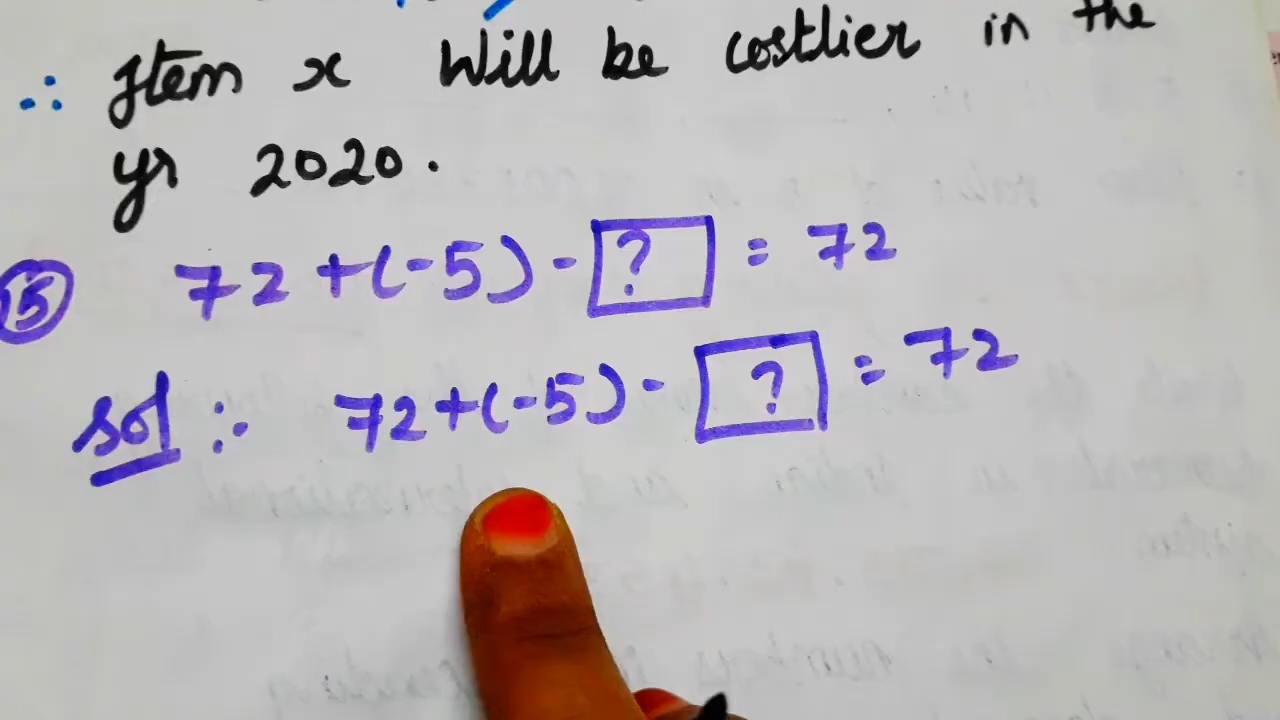 ∴ Item x Will be costlier in the
yr 2020.
15 72+(-5)-? = 72
Sol :- 72+(-5)-? = 72